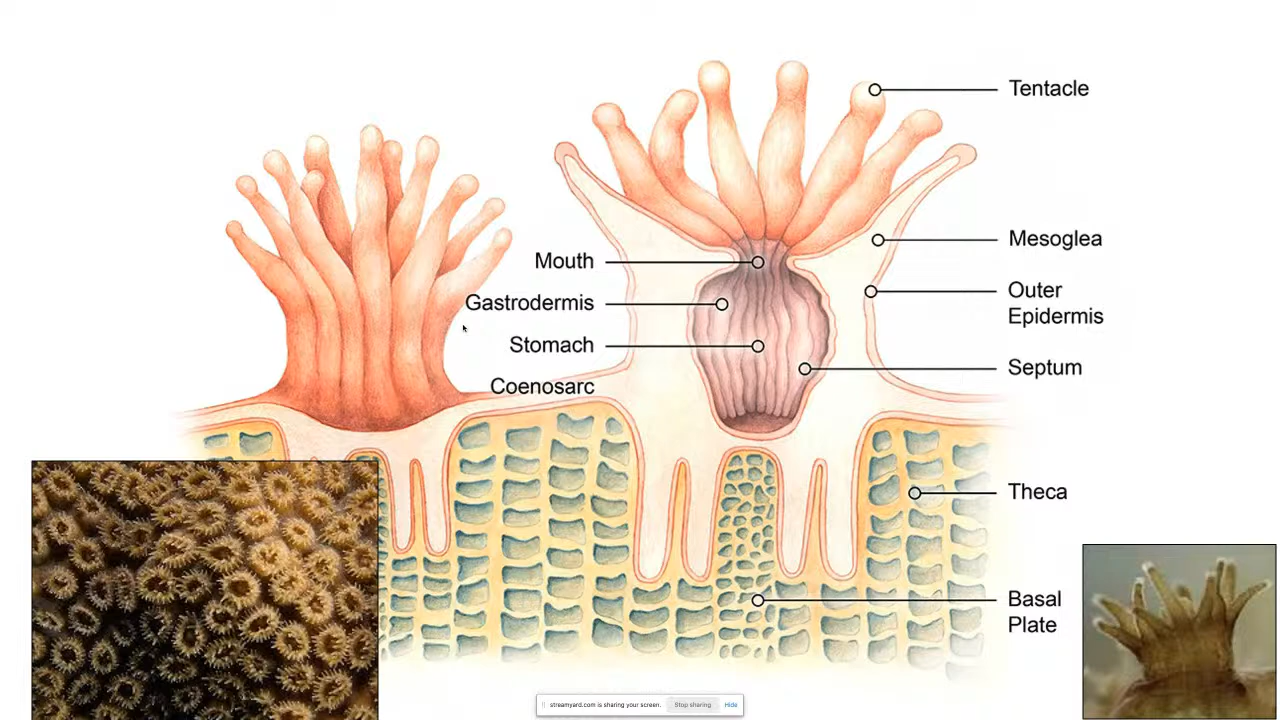 Tentacle
Mesoglea
Mouth
Outer
Epidermis
Gastrodermis
Stomach
Septum
Coenosarc
Theca
Basal
Plate
streamyard.com is sharing your screen. Stop sharing Hide